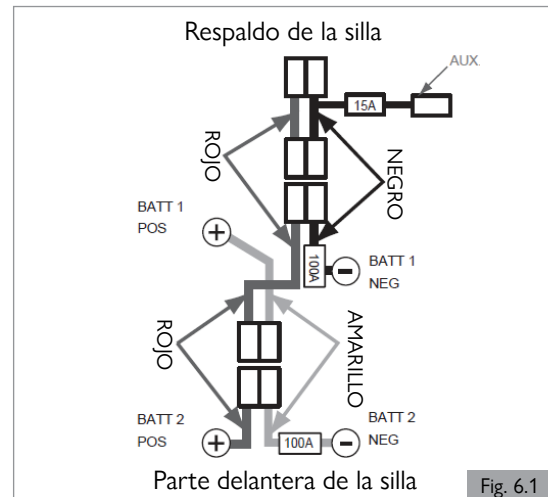 Respaldo de la silla
AUX.
15A
ROJO
NEGRO
BATT 1
POS
100A
BATT 1
NEG
ROJO
AMARILLO
BATT 2
POS
100A
BATT 2
NEG
Parte delantera de la silla
Fig. 6.1